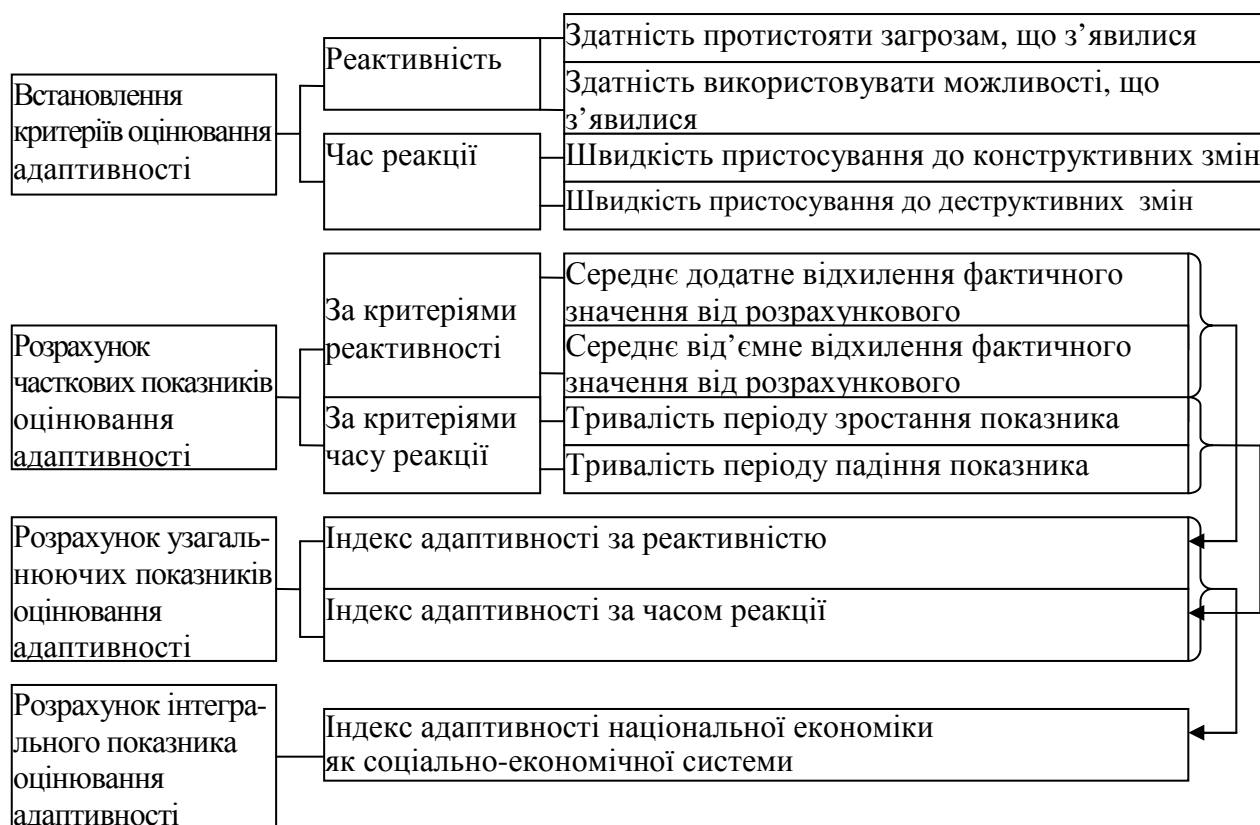 Встановлення
критеріїв оцінювання
адаптивності
Реактивність
Здатність протистояти загрозам, що з’явилися
Здатність використовувати можливості, що
з’явилися
Час реакції
Швидкість пристосування до конструктивних змін
Швидкість пристосування до деструктивних змін
Розрахунок
часткових показників
оцінювання
адаптивності
За критеріями
реактивності
Середнє додатне відхилення фактичного
значення від розрахункового
Середнє від’ємне відхилення фактичного
значення від розрахункового
За критеріями
часу реакції
Тривалість періоду зростання показника
Тривалість періоду падіння показника
Розрахунок узагаль-
нюючих показників
оцінювання
адаптивності
Індекс адаптивності за реактивністю
Індекс адаптивності за часом реакції
Розрахунок інтегра-
льного показника
оцінювання
адаптивності
Індекс адаптивності національної економіки
як соціально-економічної системи